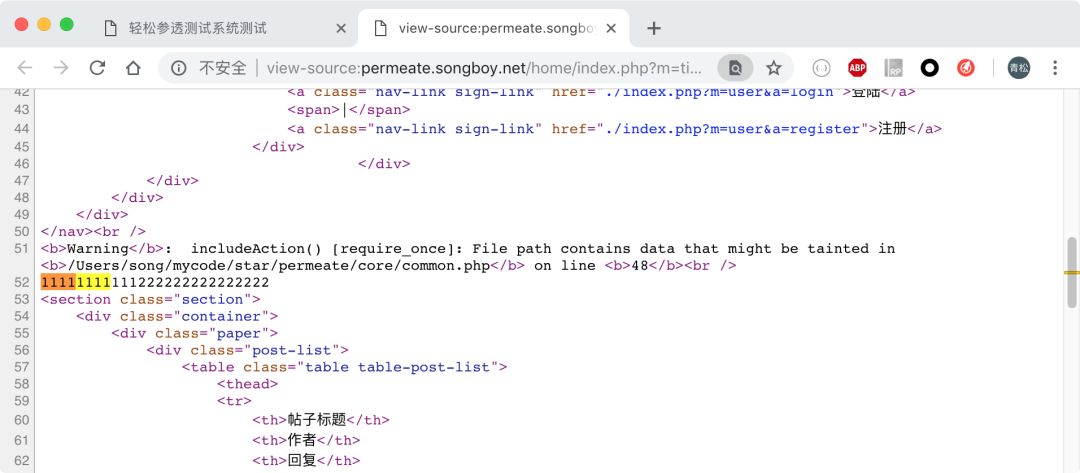 轻松参透测试系统测试
view-source:permeate.songbo
不安全 | view-source:permeate.songboy.net/home/index.php?m=ti...
ABP
RP
青松
42 <a class="nav-link sign-link" href="./index.php?m=user&a=login">登陆</a>
43 <span>|</span>
44 <a class="nav-link sign-link" href="./index.php?m=user&a=register">注册</a>
45 </div>
46 </div>
47 </div>
48 </div>
49 </div>
50 </nav><br />
51 <b>Warning</b>:  includeAction() [require_once]: File path contains data that might be tainted in
<b>/Users/song/mycode/star/permeate/core/common.php</b> on line <b>48</b><br />
52 11111111111222222222222222
53 <section class="section">
54 <div class="container">
55 <div class="paper">
56 <div class="post-list">
57 <table class="table table-post-list">
58 <thead>
59 <tr>
60 <th>帖子标题</th>
61 <th>作者</th>
62 <th>回复</th>